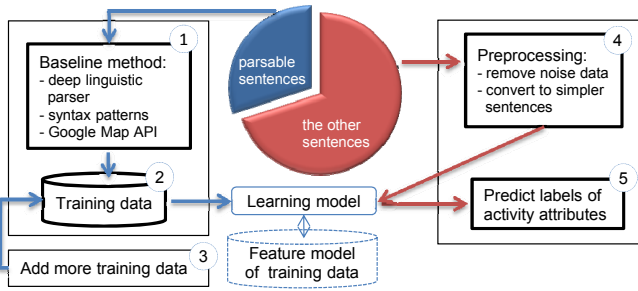 1
Baseline method:
- deep linguistic
parser
- syntax patterns
- Google Map API
2
Training data
3
Add more training data
parsable
sentences
the other
sentences
Learning model
Feature model
of training data
4
Preprocessing:
- remove noise data
- convert to simpler
sentences
5
Predict labels of
activity attributes